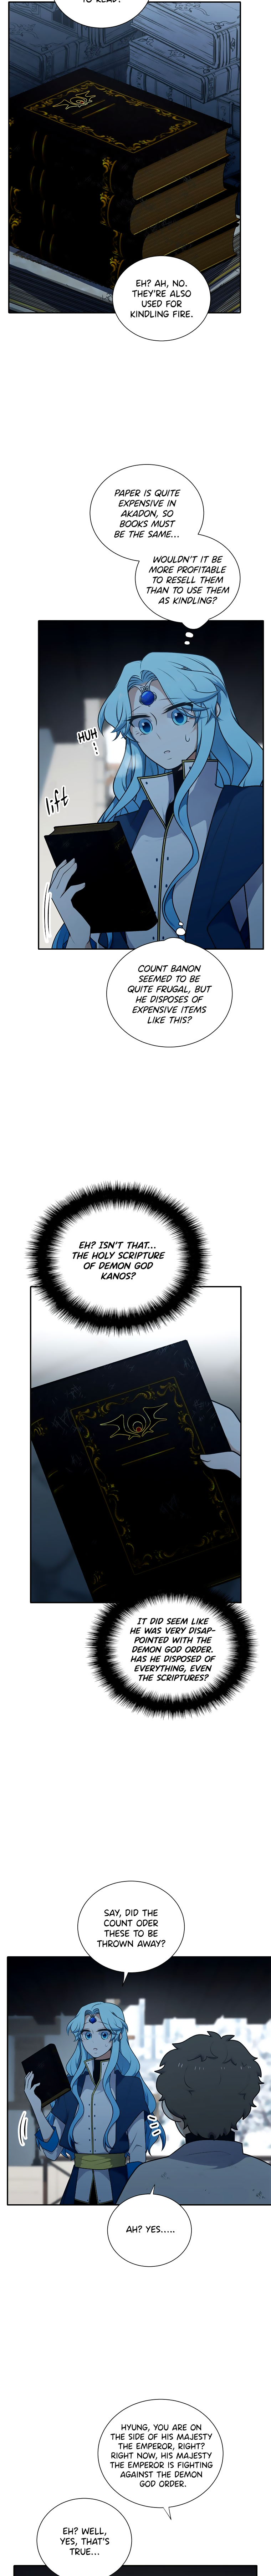 TO READ?
EH? AH, NO.
THEY'RE ALSO
USED FOR
KINDLING FIRE.
PAPER IS QUITE
EXPENSIVE IN
AKADON, SO
BOOKS MUST
BE THE SAME...
WOULDN'T IT BE
MORE PROFITABLE
TO RESELL THEM
THAN TO USE THEM
AS KINDLING?
HUH
...
lift
COUNT BANON
SEEMED TO BE
QUITE FRUGAL, BUT
HE DISPOSES OF
EXPENSIVE ITEMS
LIKE THIS?
EH? ISN'T THAT...
THE HOLY SCRIPTURE
OF DEMON GOD
KANOS?
IT DID SEEM LIKE
HE WAS VERY DISAP-
POINTED WITH THE
DEMON GOD ORDER.
HAS HE DISPOSED OF
EVERYTHING, EVEN
THE SCRIPTURES?
SAY, DID THE
COUNT ODER
THESE TO BE
THROWN AWAY?
AH? YES.....
HYUNG, YOU ARE ON
THE SIDE OF HIS MAJESTY
THE EMPEROR, RIGHT?
RIGHT NOW, HIS MAJESTY
THE EMPEROR IS FIGHTING
AGAINST THE DEMON
GOD ORDER.
EH? WELL,
YES, THAT'S
TRUE...